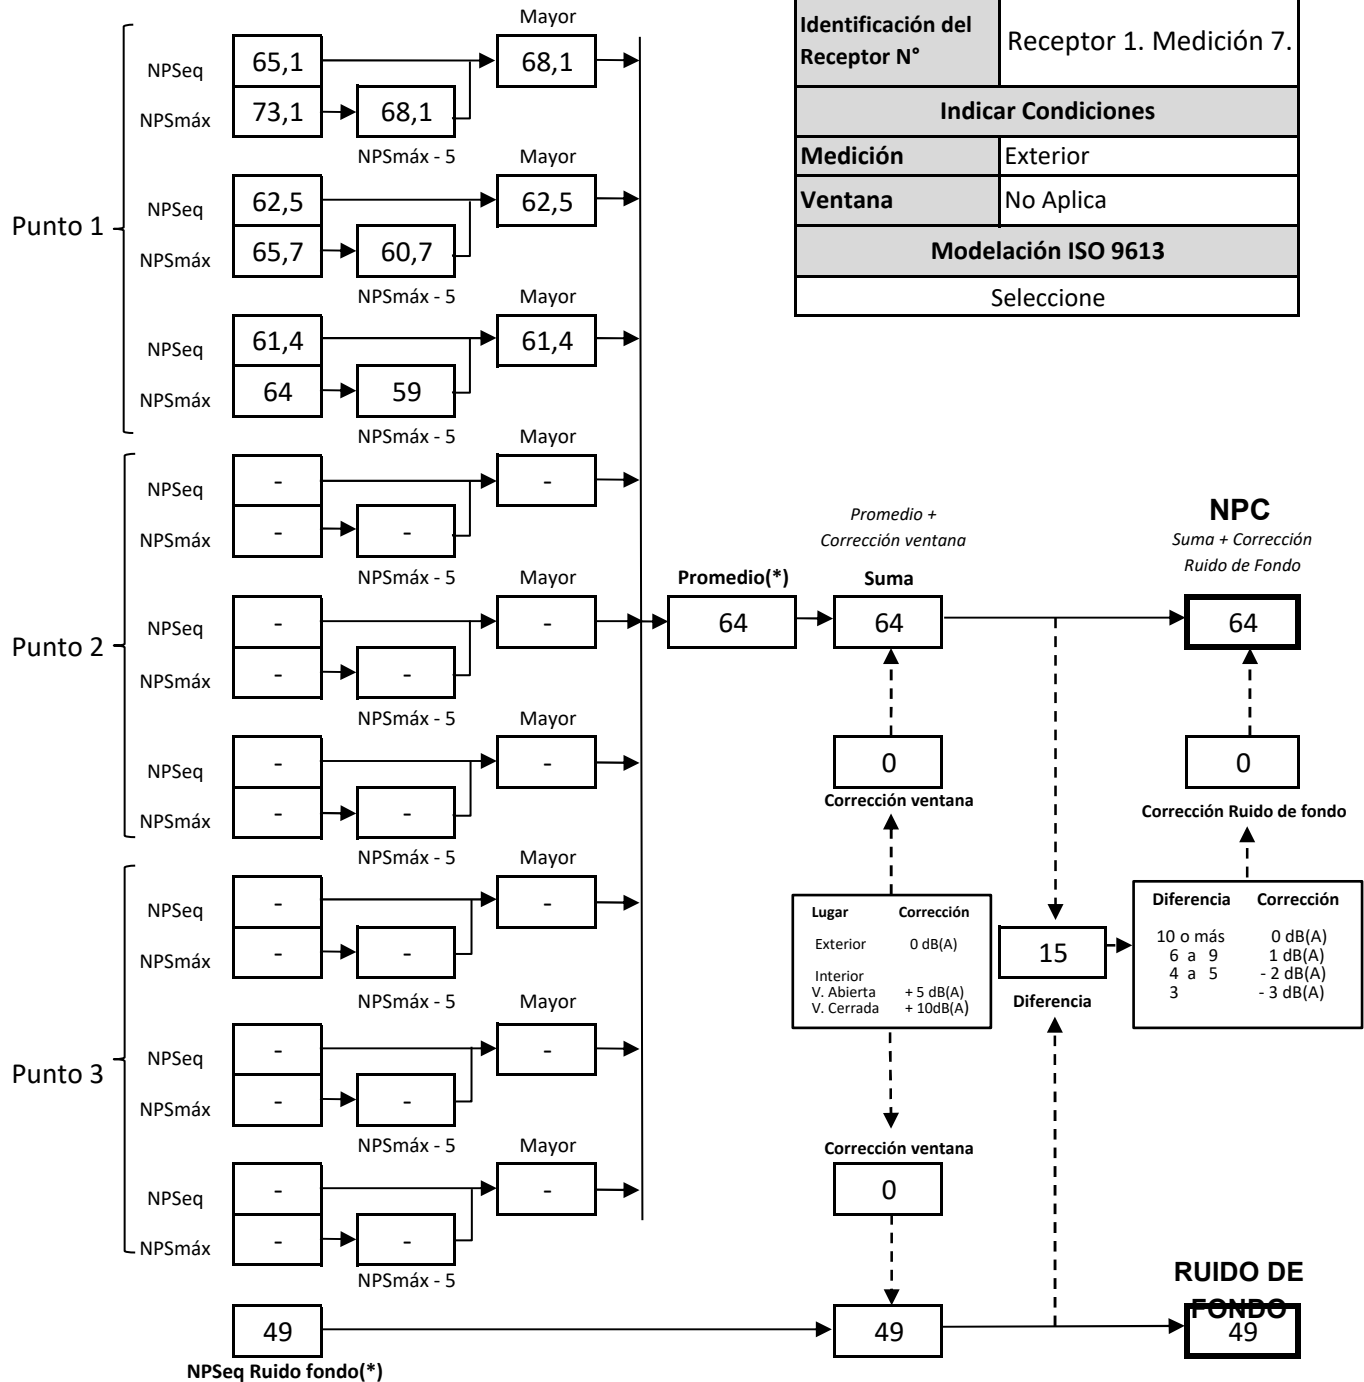 Identificación del
Receptor N°
Receptor 1. Medición 7.
Indicar Condiciones
Medición
Exterior
Ventana
No Aplica
Modelación ISO 9613
Seleccione
Punto 1
Mayor
NPSeq
65,1
68,1
NPSmáx
73,1
68,1
NPSmáx - 5
Mayor
NPSeq
62,5
62,5
NPSmáx
65,7
60,7
NPSmáx - 5
Mayor
NPSeq
61,4
61,4
NPSmáx
64
59
NPSmáx - 5
Punto 2
Mayor
NPSeq
-
-
NPSmáx
-
-
NPSmáx - 5
Mayor
NPSeq
-
-
NPSmáx
-
-
NPSmáx - 5
Mayor
NPSeq
-
-
NPSmáx
-
-
NPSmáx - 5
Punto 3
Mayor
NPSeq
-
-
NPSmáx
-
-
NPSmáx - 5
Mayor
NPSeq
-
-
NPSmáx
-
-
NPSmáx - 5
Mayor
NPSeq
-
-
NPSmáx
-
-
NPSmáx - 5
Promedio(*)
64
Promedio +
Corrección ventana
Suma
64
NPC
Suma + Corrección
Ruido de Fondo
64
0
Corrección ventana
0
Corrección Ruido de fondo
Lugar Corrección
Exterior 0 dB(A)
Interior
V. Abierta + 5 dB(A)
V. Cerrada + 10dB(A)
15
Diferencia
Diferencia Corrección
10 o más 0 dB(A)
6 a 9 1 dB(A)
4 a 5 - 2 dB(A)
3 - 3 dB(A)
Corrección ventana
0
49
NPSeq Ruido fondo(*)
49
RUIDO DE
FONDO
49